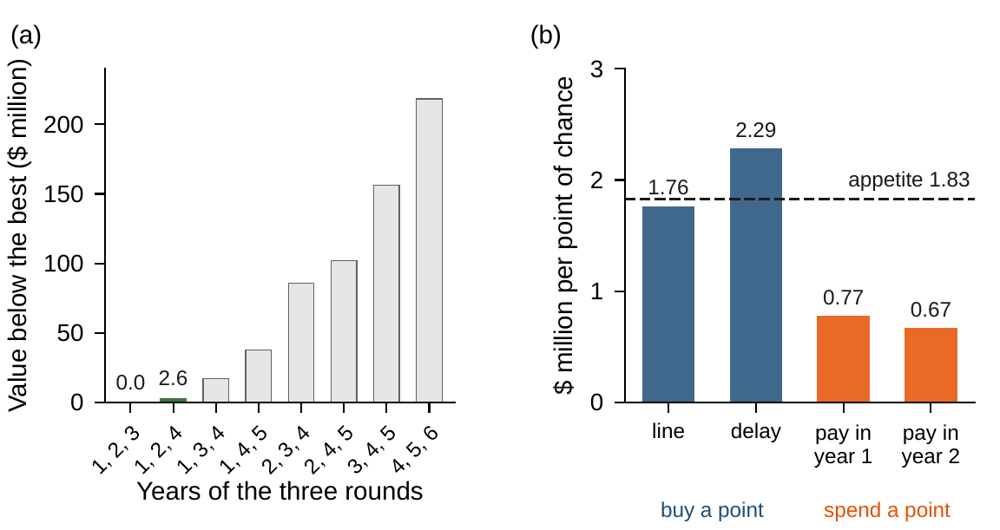 (a)
Value below the best ($ million)
200
150
100
50
0
0.0
2.6
1, 2, 3
1, 2, 4
1, 3, 4
1, 4, 5
2, 3, 4
2, 4, 5
3, 4, 5
4, 5, 6
Years of the three rounds
(b)
$ million per point of chance
3
2
1
0
1.76
2.29
appetite 1.83
0.77
0.67
line
delay
pay in
year 1
pay in
year 2
buy a point
spend a point